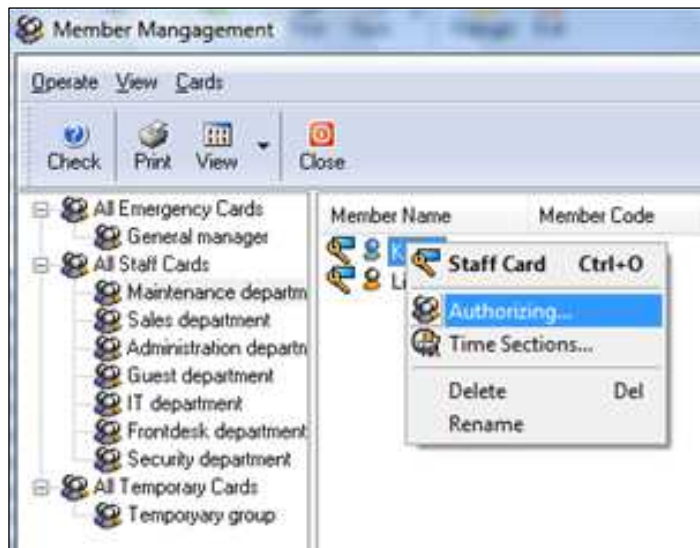 Member Mangagement
Operate View Cards
Check Print View Close
All Emergency Cards
General manager
All Staff Cards
Maintenance departm
Sales department
Administration departn
Guest department
IT department
Frontdesk department
Security department
All Temporary Cards
Temporyary group
Member Name Member Code
K
Li
Staff Card Ctrl+O
Authorizing...
Time Sections...
Delete Del
Rename